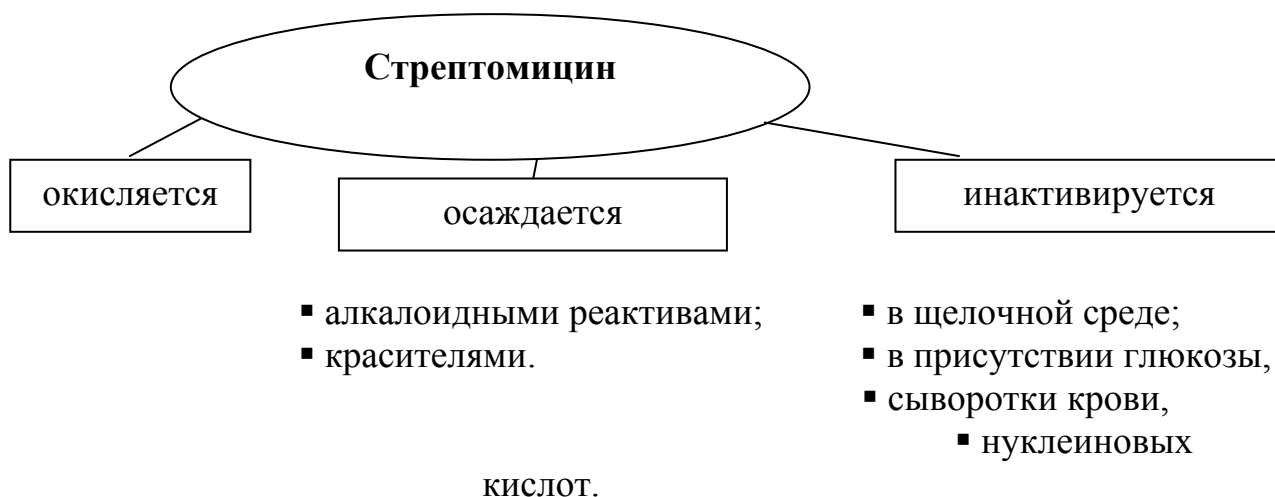 Стрептомицин
окисляется
осаждается
инактивируется
▪ алкалоидными реактивами;
▪ красителями.
▪ в щелочной среде;
▪ в присутствии глюкозы,
▪ сыворотки крови,
▪ нуклеиновых
кислот.